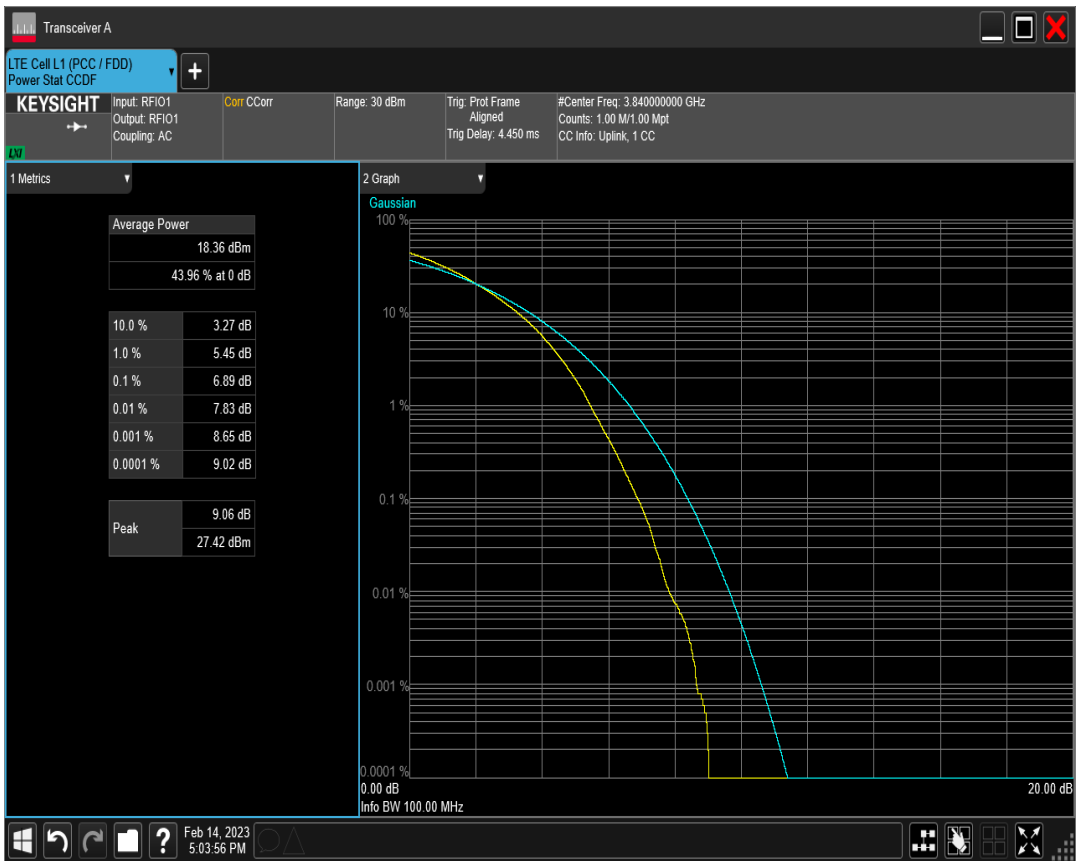 Transceiver A
LTE Cell L1 (PCC / FDD)
Power Stat CCDF
+
KEYSIGHT
LXI
Input: RFIO1
Output: RFIO1
Coupling: AC
Corr CCorr
Range: 30 dBm
Trig: Prot Frame
Aligned
Trig Delay: 4.450 ms
#Center Freq: 3.840000000 GHz
Counts: 1.00 M/1.00 Mpt
CC Info: Uplink, 1 CC
1 Metrics
Average Power
18.36 dBm
43.96 % at 0 dB
10.0 % 3.27 dB
1.0 % 5.45 dB
0.1 % 6.89 dB
0.01 % 7.83 dB
0.001 % 8.65 dB
0.0001 % 9.02 dB
Peak
9.06 dB
27.42 dBm
2 Graph
Gaussian
100 %
10 %
1 %
0.1 %
0.01 %
0.001 %
0.0001 %
0.00 dB 20.00 dB
Info BW 100.00 MHz
?
Feb 14, 2023
5:03:56 PM